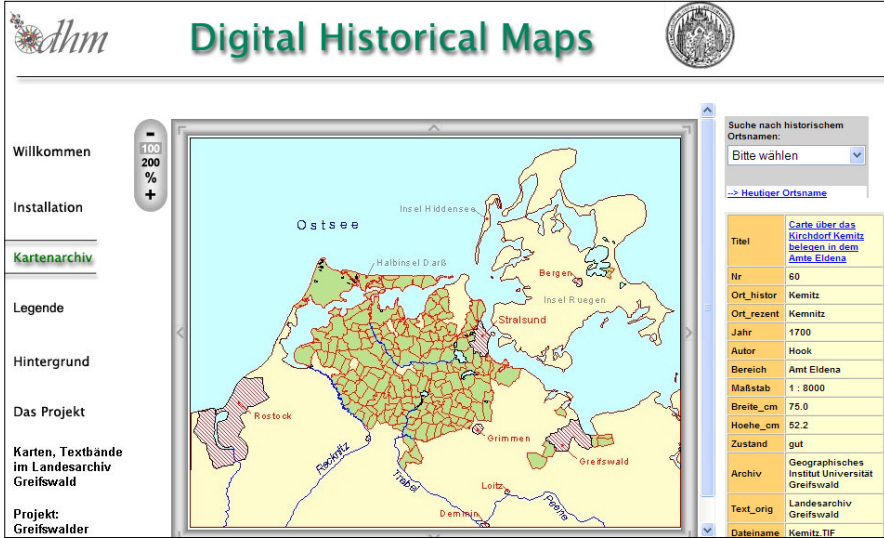 dhm
Digital Historical Maps
Willkommen
Installation
Kartenarchiv
Legende
Hintergrund
Das Projekt
Karten, Textbände
im Landesarchiv
Greifswald
Projekt:
Greifswalder
-
100
200
%
+
Ostsee
Insel Hiddensee
Halbinsel Darß
Bergen
Insel Ruegen
Stralsund
Rostock
Recknitz
Grimmen
Greifswald
Trebel
Loitz
Peene
Demmin
Suche nach historischem
Ortsnamen:
Bitte wählen
--> Heutiger Ortsname
Titel Carte über das
Kirchdorf Kemitz
belegen in dem
Amte Eldena
Nr 60
Ort_histor Kemitz
Ort_rezent Kemnitz
Jahr 1700
Autor Hook
Bereich Amt Eldena
Maßstab 1 : 8000
Breite_cm 75.0
Hoehe_cm 52.2
Zustand gut
Archiv Geographisches
Institut Universität
Greifswald
Text_orig Landesarchiv
Greifswald
Dateiname Kemitz.TIF